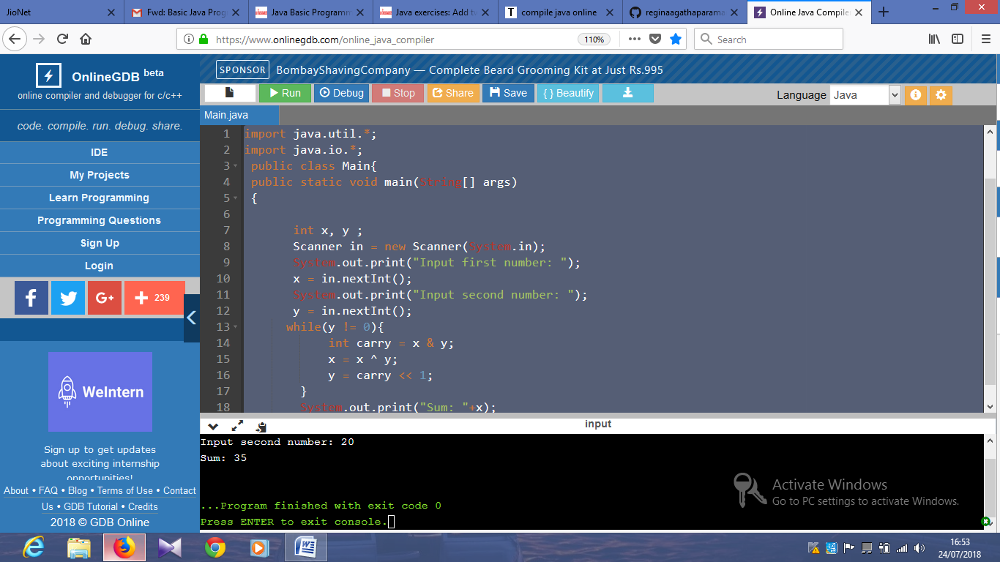 JioNet
Fwd: Basic Java Prog
Java Basic Programm
Java exercises: Add t
compile java online
reginaagathaparama
Online Java Compiler
https://www.onlinegdb.com/online_java_compiler
110%
Search
OnlineGDB beta
online compiler and debugger for c/c++
code. compile. run. debug. share.
IDE
My Projects
Learn Programming
Programming Questions
Sign Up
Login
239
WeIntern
Sign up to get updates
about exciting internship
opportunities!
About • FAQ • Blog • Terms of Use • Contact
Us • GDB Tutorial • Credits
2018 © GDB Online
SPONSOR BombayShavingCompany — Complete Beard Grooming Kit at Just Rs.995
Run Debug Stop Share Save { } Beautify
Language Java
Main.java
1 import java.util.*;
2 import java.io.*;
3 public class Main{
4 public static void main(String[] args)
5 {
6
7 int x, y ;
8 Scanner in = new Scanner(System.in);
9 System.out.print("Input first number: ");
10 x = in.nextInt();
11 System.out.print("Input second number: ");
12 y = in.nextInt();
13 while(y != 0){
14 int carry = x & y;
15 x = x ^ y;
16 y = carry << 1;
17 }
18 System.out.print("Sum: "+x);
input
Input second number: 20
Sum: 35
...Program finished with exit code 0
Press ENTER to exit console.
Activate Windows
Go to PC settings to activate Windows.
16:53
24/07/2018